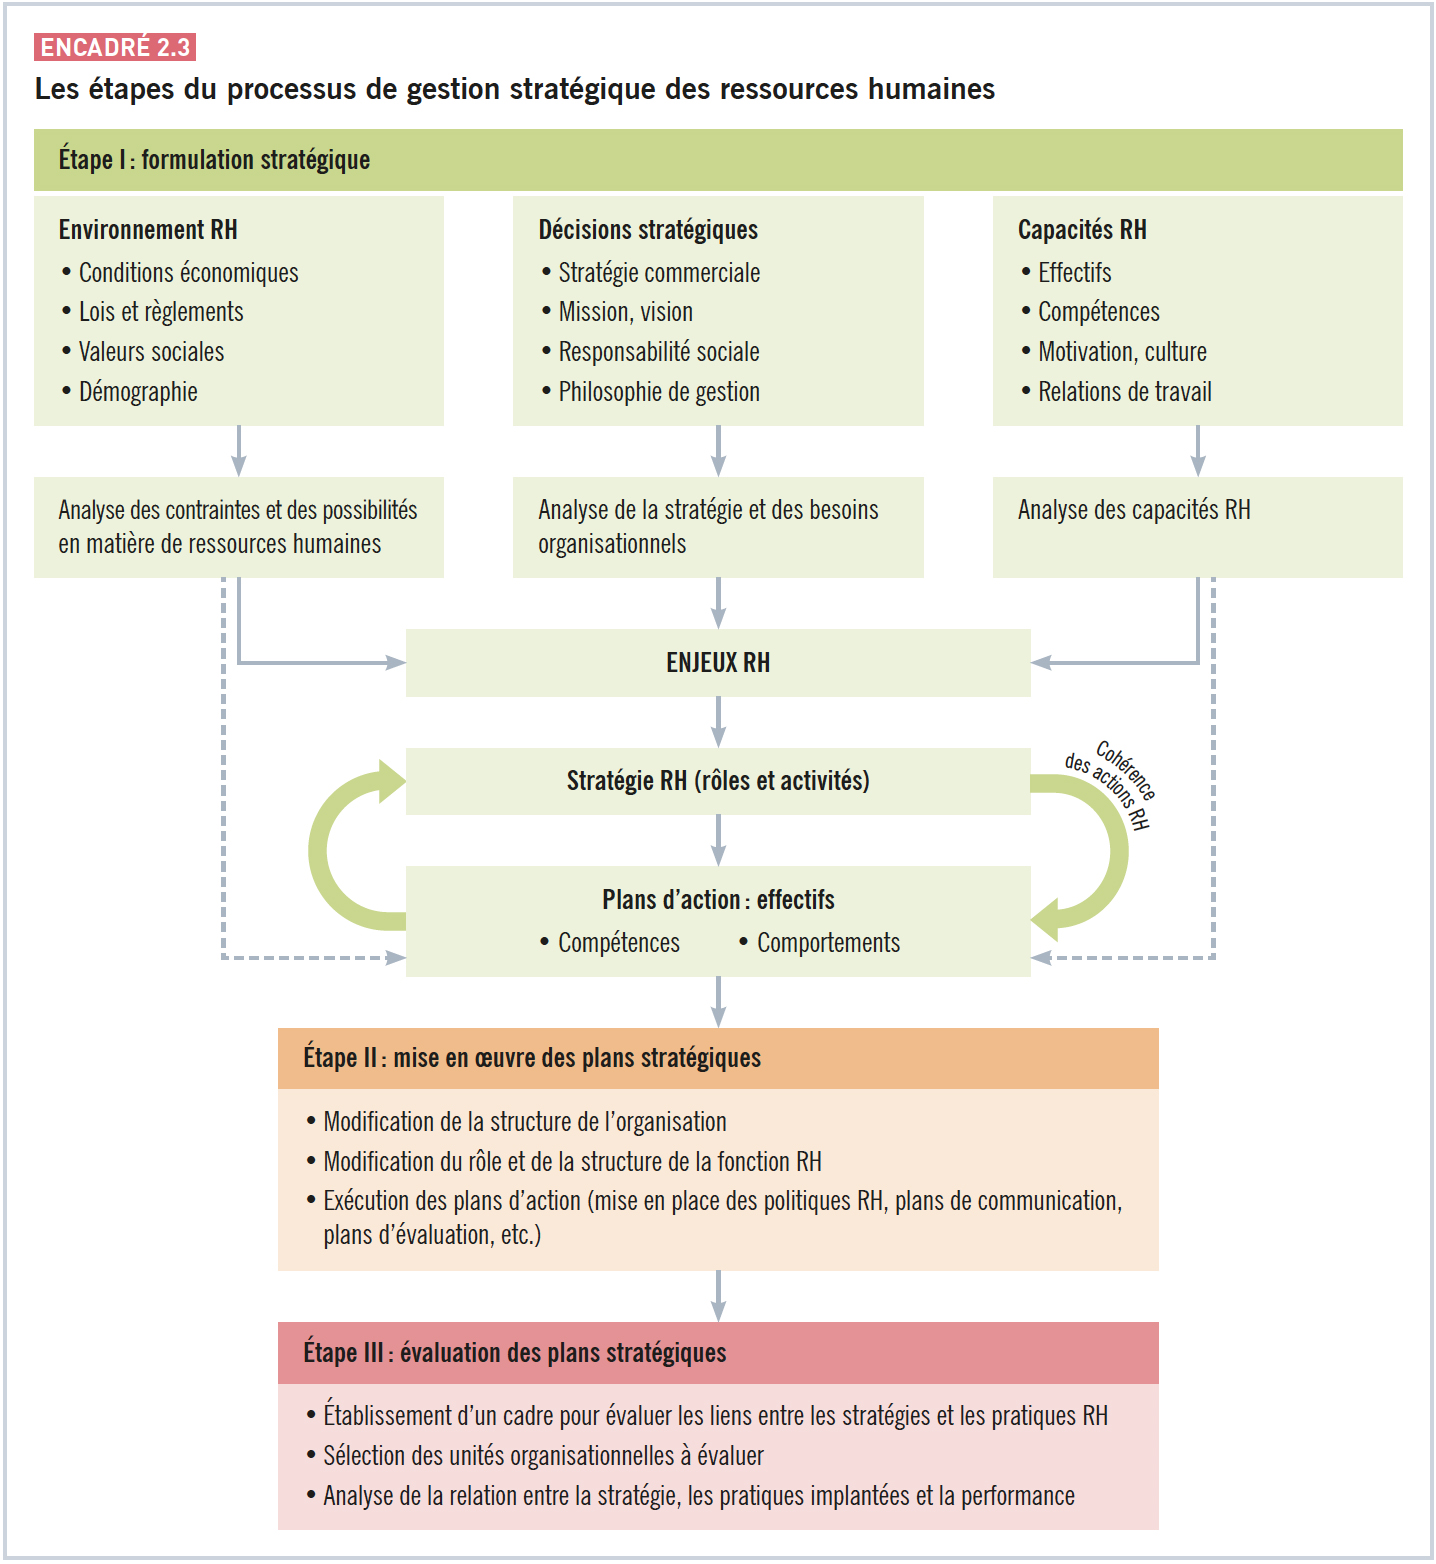 ENCADRÉ 2.3
Les étapes du processus de gestion stratégique des ressources humaines
Étape I : formulation stratégique
Environnement RH
• Conditions économiques
• Lois et règlements
• Valeurs sociales
• Démographie
Décisions stratégiques
• Stratégie commerciale
• Mission, vision
• Responsabilité sociale
• Philosophie de gestion
Capacités RH
• Effectifs
• Compétences
• Motivation, culture
• Relations de travail
Analyse des contraintes et des possibilités
en matière de ressources humaines
Analyse de la stratégie et des besoins
organisationnels
Analyse des capacités RH
ENJEUX RH
Stratégie RH (rôles et activités)
Cohérence
des actions RH
Plans d’action : effectifs
• Compétences
• Comportements
Étape II : mise en œuvre des plans stratégiques
• Modification de la structure de l’organisation
• Modification du rôle et de la structure de la fonction RH
• Exécution des plans d’action (mise en place des politiques RH, plans de communication,
plans d’évaluation, etc.)
Étape III : évaluation des plans stratégiques
• Établissement d’un cadre pour évaluer les liens entre les stratégies et les pratiques RH
• Sélection des unités organisationnelles à évaluer
• Analyse de la relation entre la stratégie, les pratiques implantées et la performance